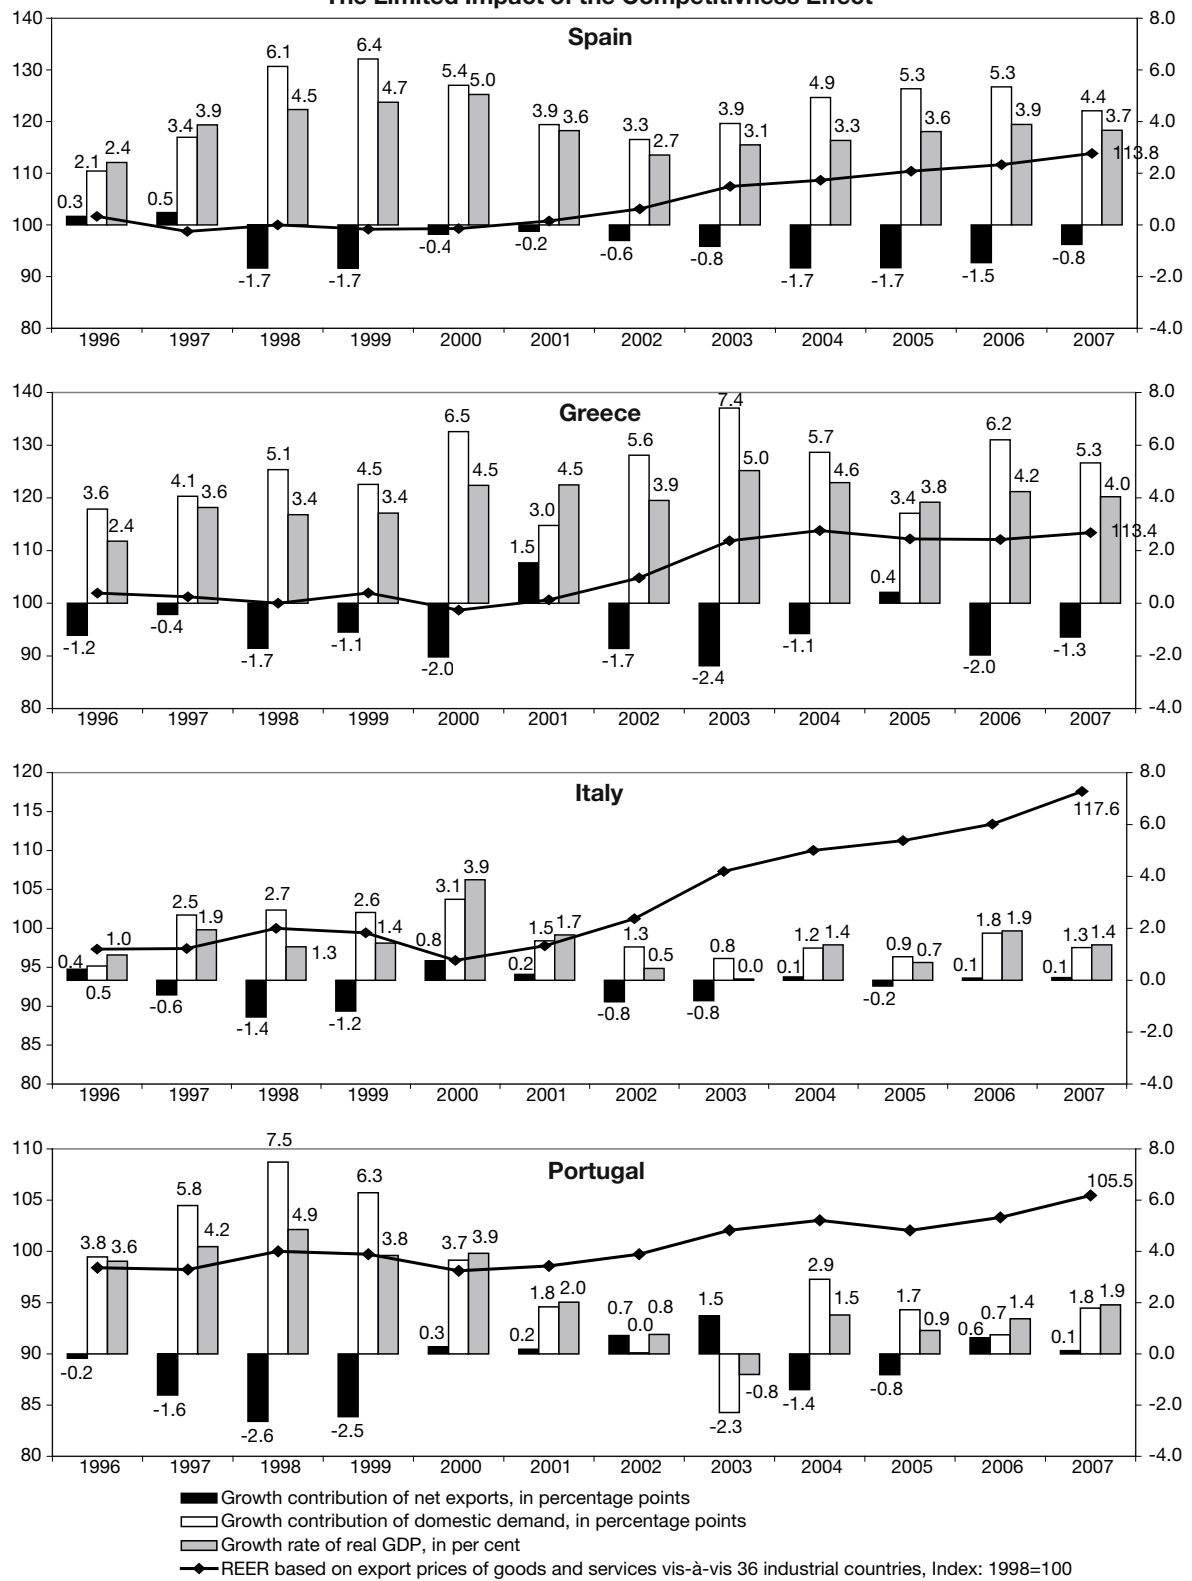 The Limited Impact of the Competitivness Effect
140 8.0
Spain
6.4
6.1
130 6.0
5.4 5.0 5.3 5.3
4.7 4.9
4.5 4.4
120 3.9 3.9 3.9 3.9 4.0
3.4 3.6 3.3 3.6 3.7
2.4 2.7 3.1 3.3
2.1 113.8
110 2.0
0.3 0.5
100 0.0
-0.4 -0.2 -0.6 -0.8 -0.8
-1.7 -1.7 -1.7 -1.7 -1.5
90 -2.0
80 -4.0
1996 1997 1998 1999 2000 2001 2002 2003 2004 2005 2006 2007
140 8.0
7.4
Greece
6.5 6.2
130 6.0
5.1 5.6 5.7 5.3
4.5 4.5 4.5 5.0 4.6
4.1 4.2
3.6 3.6 3.9 3.8 4.0
120 3.4 3.4 3.4 4.0
2.4 3.0
113.4
110 1.5 2.0
0.4
100 0.0
-0.4
-1.2 -1.7 -1.1 -2.0 -1.7 -2.4 -1.1 -2.0 -1.3
90 -2.0
80 -4.0
1996 1997 1998 1999 2000 2001 2002 2003 2004 2005 2006 2007
120 8.0
Italy
117.6
115
6.0
110
105 3.9 4.0
3.1
2.5 2.7 2.6
100 1.9 2.0
1.0 1.4 1.5 1.7 1.3 1.2 1.4 1.8 1.9 1.3 1.4
0.4 1.3 0.8 0.2 0.5 0.8 0.0 0.1 0.9 0.7 0.1 0.1
95 0.0
0.5 -0.6 -0.2
90 -1.4 -1.2 -0.8 -0.8
-2.0
85
80 -4.0
1996 1997 1998 1999 2000 2001 2002 2003 2004 2005 2006 2007
7.5
110 8.0
Portugal
105.5
6.3
105 5.8 6.0
4.9
4.2
100 3.8 3.6 3.8 3.7 3.9 4.0
2.9
95 1.8 2.0 1.5 1.5 1.7 1.8 1.9 2.0
0.3 0.2 0.7 0.0 0.8 0.9 0.6 0.7 1.4 0.1
90 0.0
-0.2 -0.8 -0.8
-1.6 -1.4
85 -2.6 -2.5 -2.3 -2.0
80 -4.0
1996 1997 1998 1999 2000 2001 2002 2003 2004 2005 2006 2007
Growth contribution of net exports, in percentage points
Growth contribution of domestic demand, in percentage points
Growth rate of real GDP, in per cent
REER based on export prices of goods and services vis-à-vis 36 industrial countries, Index: 1998=100